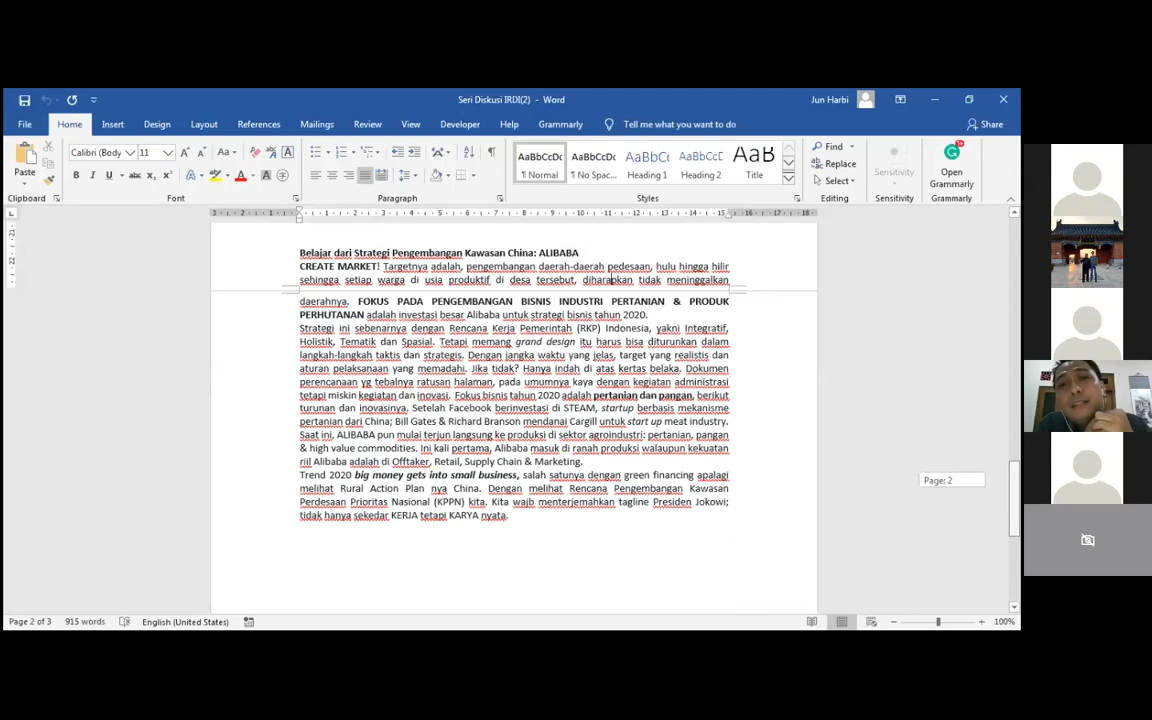 Seri Diskusi IRDI(2) - Word
Jun Harbi
File Home Insert Design Layout References Mailings Review View Developer Help Grammarly Tell me what you want to do Share
Paste
Calibri (Body) 11
AaBbCcDc AaBbCcDc AaBbCc AaBbCcD AaB
¶ Normal ¶ No Spac... Heading 1 Heading 2 Title
Find
Replace
Select
Sensitivity
Open
Grammarly
Clipboard Font Paragraph Styles Editing Sensitivity Grammarly
Belajar dari Strategi Pengembangan Kawasan China: ALIBABA
CREATE MARKET! Targetnya adalah, pengembangan daerah-daerah pedesaan, hulu hingga hilir
sehingga setiap warga di usia produktif di desa tersebut, diharapkan tidak meninggalkan
daerahnya. FOKUS PADA PENGEMBANGAN BISNIS INDUSTRI PERTANIAN & PRODUK
PERHUTANAN adalah investasi besar Alibaba untuk strategi bisnis tahun 2020.
Strategi ini sebenarnya dengan Rencana Kerja Pemerintah (RKP) Indonesia, yakni Integratif,
Holistik, Tematik dan Spasial. Tetapi memang grand design itu harus bisa diturunkan dalam
langkah-langkah taktis dan strategis. Dengan jangka waktu yang jelas, target yang realistis dan
aturan pelaksanaan yang memadahi. Jika tidak? Hanya indah di atas kertas belaka. Dokumen
perencanaan yg tebalnya ratusan halaman, pada umumnya kaya dengan kegiatan administrasi
tetapi miskin kegiatan dan inovasi. Fokus bisnis tahun 2020 adalah pertanian dan pangan, berikut
turunan dan inovasinya. Setelah Facebook berinvestasi di STEAM, startup berbasis mekanisme
pertanian dari China; Bill Gates & Richard Branson mendanai Cargill untuk start up meat industry.
Saat ini, ALIBABA pun mulai terjun langsung ke produksi di sektor agroindustri: pertanian, pangan
& high value commodities. Ini kali pertama, Alibaba masuk di ranah produksi walaupun kekuatan
riil Alibaba adalah di Offtaker, Retail, Supply Chain & Marketing.
Trend 2020 big money gets into small business, salah satunya dengan green financing apalagi
melihat Rural Action Plan nya China. Dengan melihat Rencana Pengembangan Kawasan
Perdesaan Prioritas Nasional (KPPN) kita. Kita wajb menterjemahkan tagline Presiden Jokowi;
tidak hanya sekedar KERJA tetapi KARYA nyata.
Page: 2
Page 2 of 3 915 words English (United States) 100%